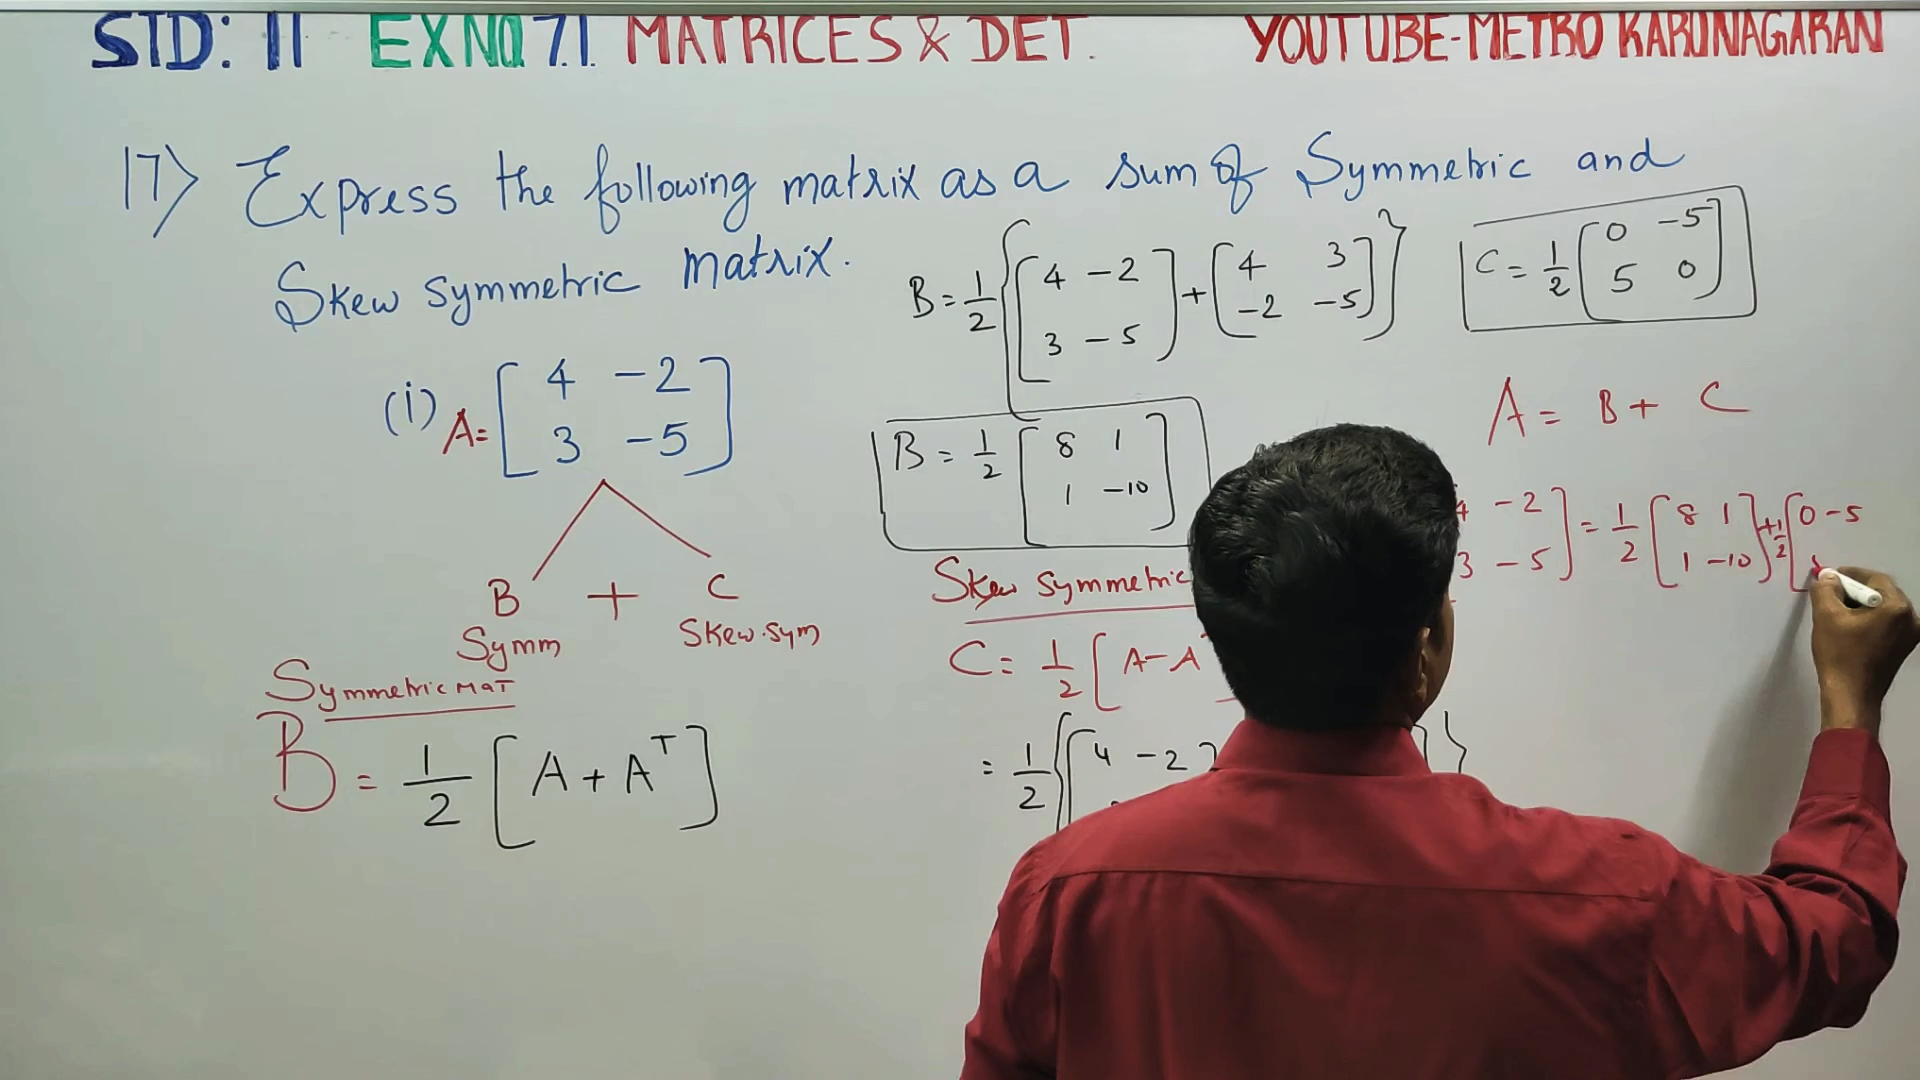 STD: 11 EX NO 7.1. MATRICES & DET. YOUTUBE-METRO KARUNAGARAN
17) Express the following matrix as a sum of Symmetric and
Skew symmetric matrix.
(i) A= [ 4 -2
3 -5 ]
B + C
Symm Skew.sym
Symmetric MAT
B = 1/2 [ A + A^T ]
B = 1/2 { [ 4 -2
3 -5 ] + [ 4 3
-2 -5 ] }
B = 1/2 [ 8 1
1 -10 ]
Skew symmetric
C = 1/2 [ A - A
= 1/2 { [ 4 -2
C = 1/2 [ 0 -5
5 0 ]
A = B + C
4 -2
3 -5 ] = 1/2 [ 8 1
1 -10 ] + 1/2 [ 0 -5